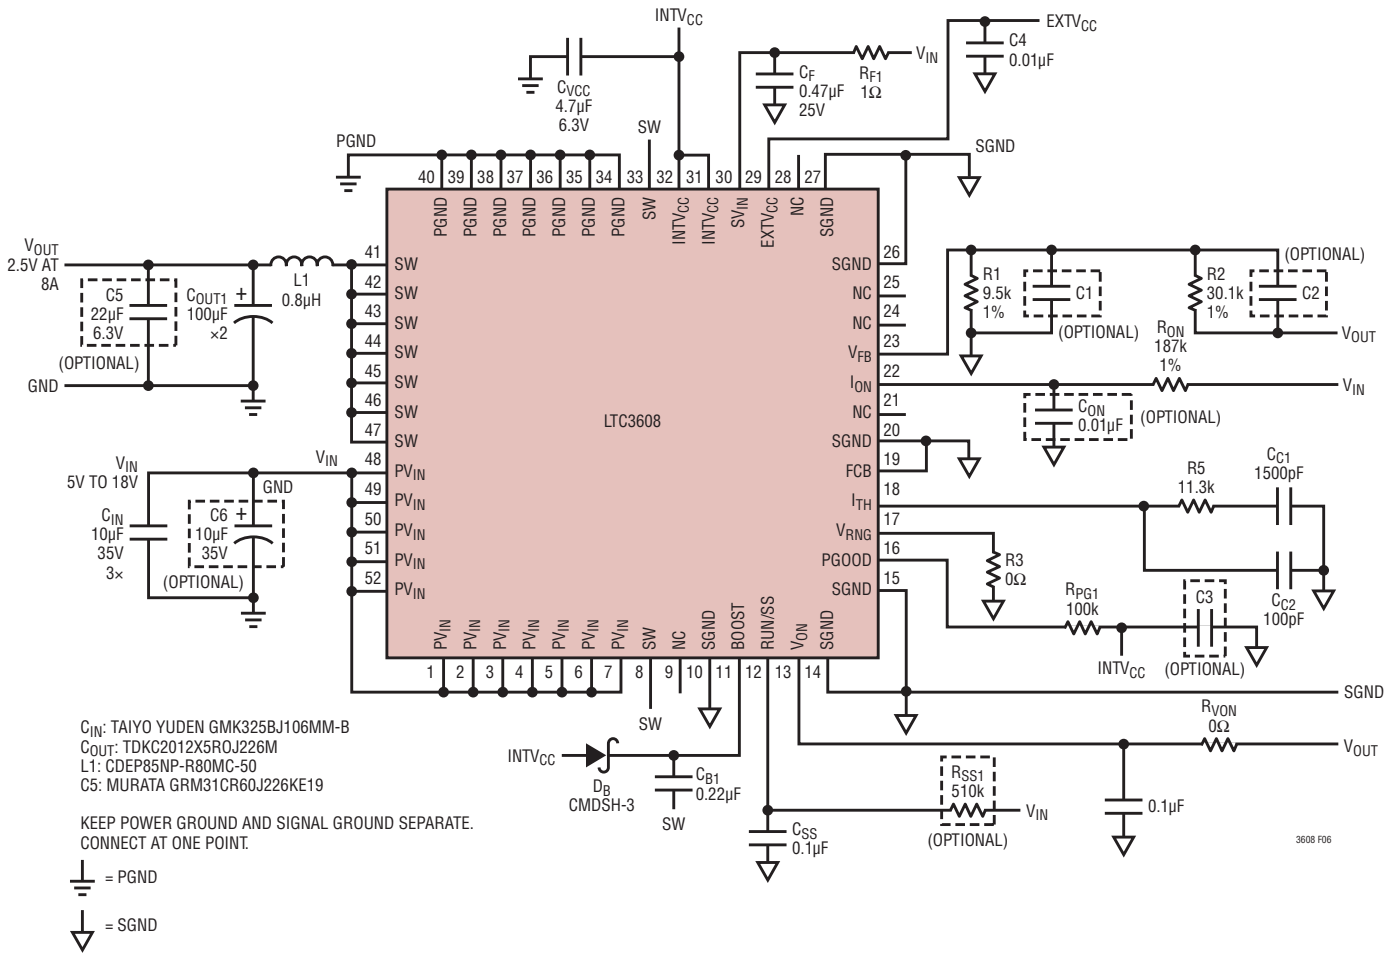 INTVCC
EXTVCC
CVCC
4.7µF
6.3V
CF
0.47µF
25V
RF1
1Ω
VIN
C4
0.01µF
SW
PGND
SGND
40 39 38 37 36 35 34 33 32 31 30 29 28 27
PGND PGND PGND PGND PGND PGND PGND SW INTVCC INTVCC SVIN EXTVCC NC SGND
VOUT
2.5V AT
8A
C5
22µF
6.3V
(OPTIONAL)
COUT1
100µF
×2
+
L1
0.8µH
GND
41 SW
42 SW
43 SW
44 SW
45 SW
46 SW
47 SW
48 PVIN
49 PVIN
50 PVIN
51 PVIN
52 PVIN
VIN
5V TO 18V
VIN
GND
CIN
10µF
35V
3×
C6
10µF
35V
+
(OPTIONAL)
LTC3608
SGND 26
NC 25
NC 24
VFB 23
ION 22
NC 21
SGND 20
FCB 19
ITH 18
VRNG 17
PGOOD 16
SGND 15
R1
9.5k
1%
C1
(OPTIONAL)
R2
30.1k
1%
(OPTIONAL)
C2
VOUT
RON
187k
1%
VIN
CON
0.01µF
(OPTIONAL)
R5
11.3k
CC1
1500pF
CC2
100pF
R3
0Ω
RPG1
100k
INTVCC
C3
(OPTIONAL)
SGND
PVIN PVIN PVIN PVIN PVIN PVIN PVIN SW NC SGND BOOST RUN/SS VON SGND
1 2 3 4 5 6 7 8 9 10 11 12 13 14
SW
INTVCC
DB
CMDSH-3
CB1
0.22µF
SW
CSS
0.1µF
RSS1
510k
(OPTIONAL)
VIN
RVON
0Ω
VOUT
0.1µF
CIN: TAIYO YUDEN GMK325BJ106MM-B
COUT: TDKC2012X5ROJ226M
L1: CDEP85NP-R80MC-50
C5: MURATA GRM31CR60J226KE19
KEEP POWER GROUND AND SIGNAL GROUND SEPARATE.
CONNECT AT ONE POINT.
= PGND
= SGND
3608 F06